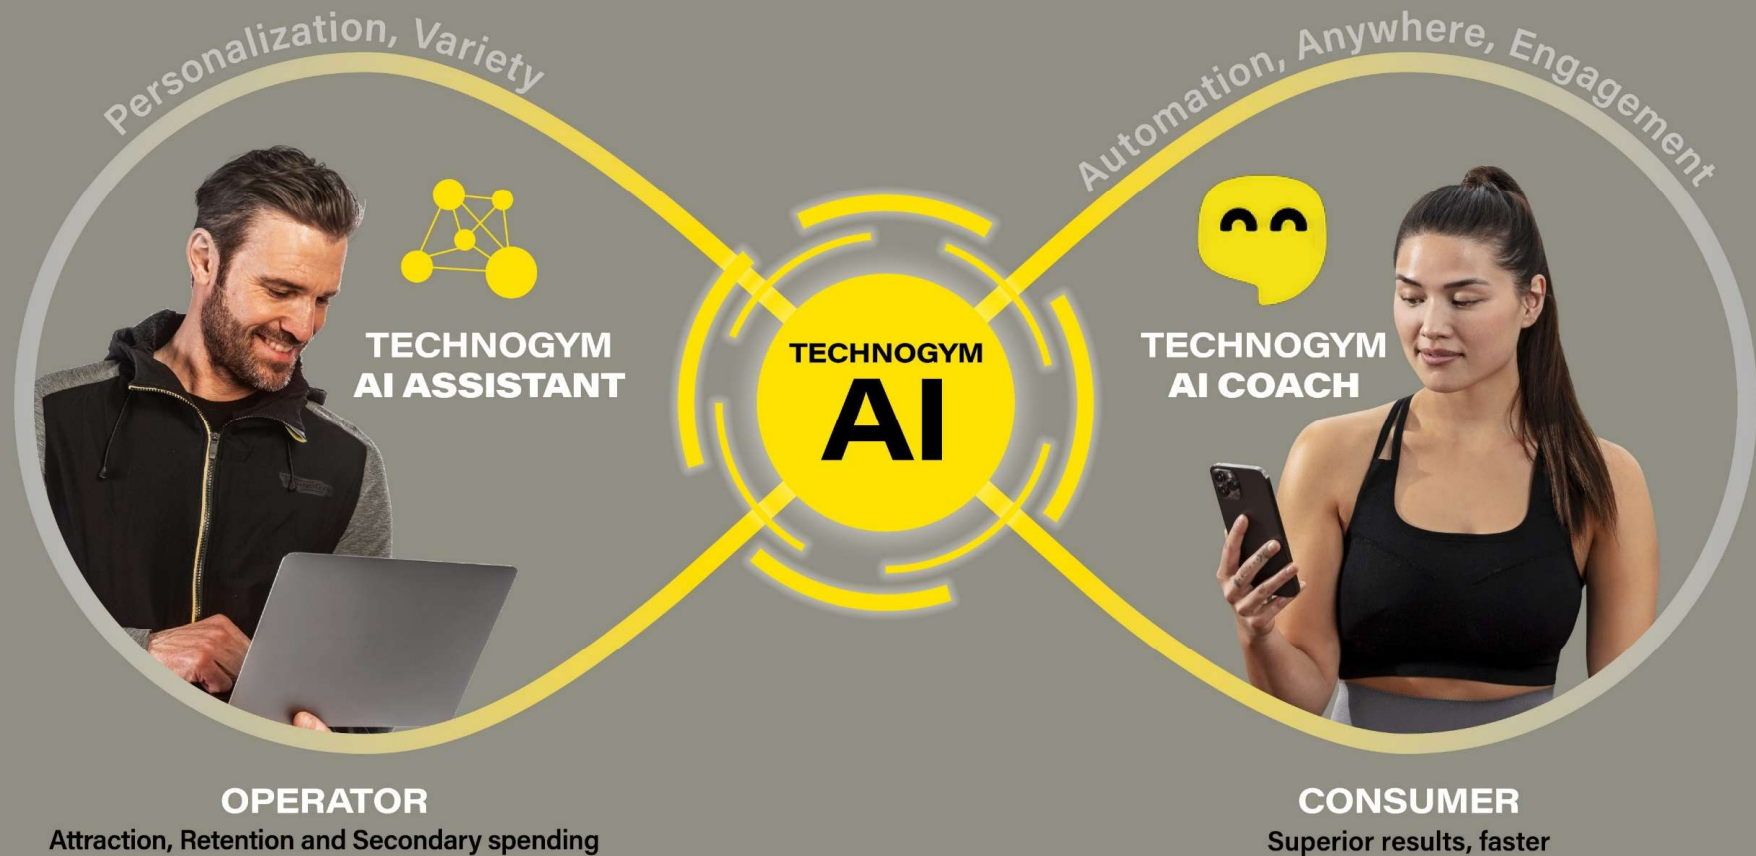 Personalization, Variety
Automation, Anywhere, Engagement
TECHNOGYM
AI ASSISTANT
TECHNOGYM
AI
TECHNOGYM
AI COACH
OPERATOR
Attraction, Retention and Secondary spending
CONSUMER
Superior results, faster